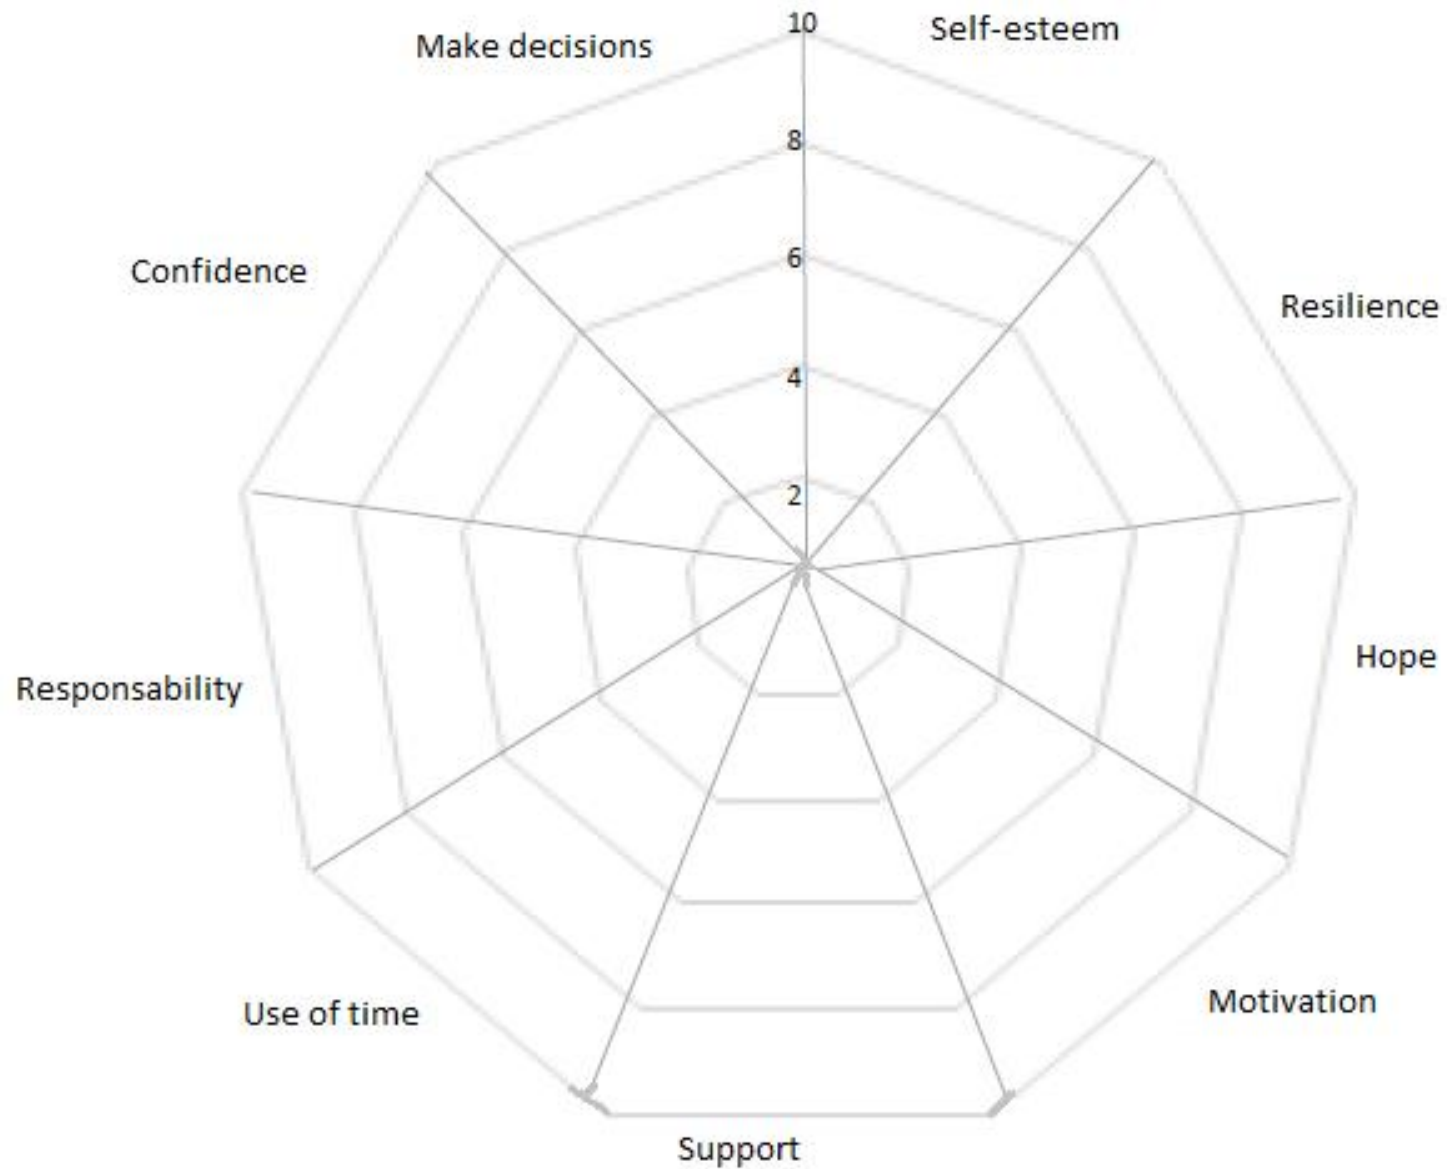 10
Self-esteem
Make decisions
8
6
Confidence
Resilience
4
2
Hope
Responsability
Motivation
Use of time
Support